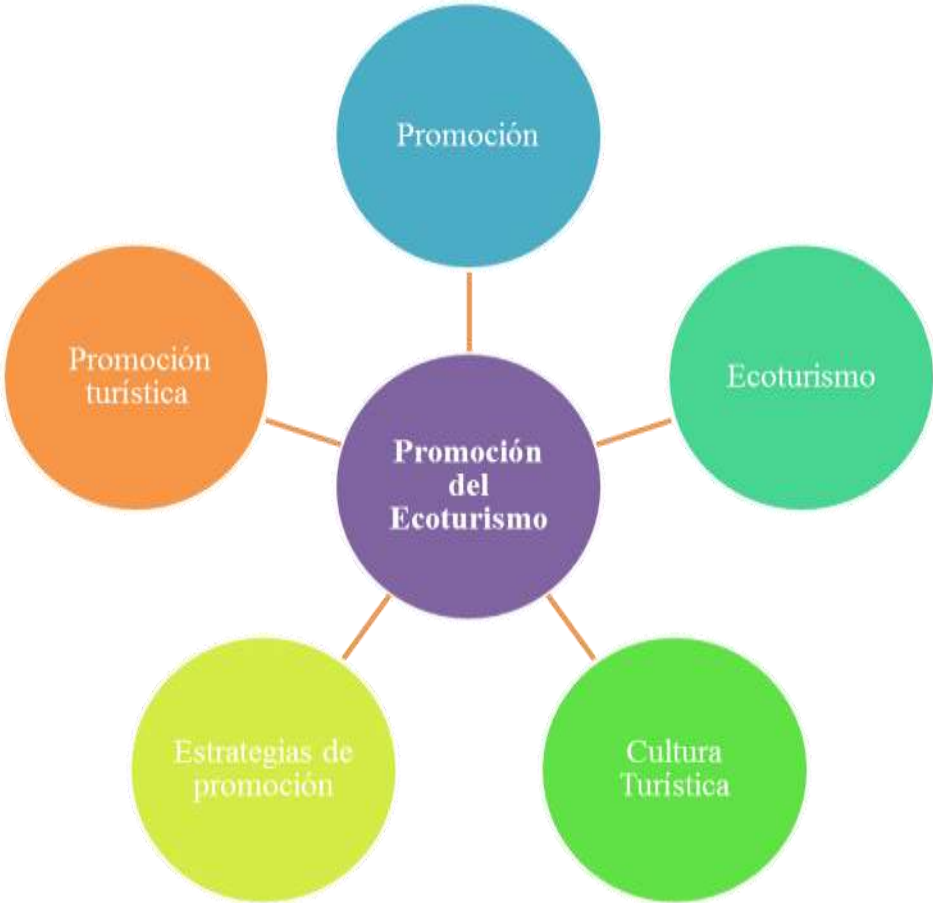 Promoción
Promoción
turística
Ecoturismo
Promoción
del
Ecoturismo
Estrategias de
promoción
Cultura
Turística